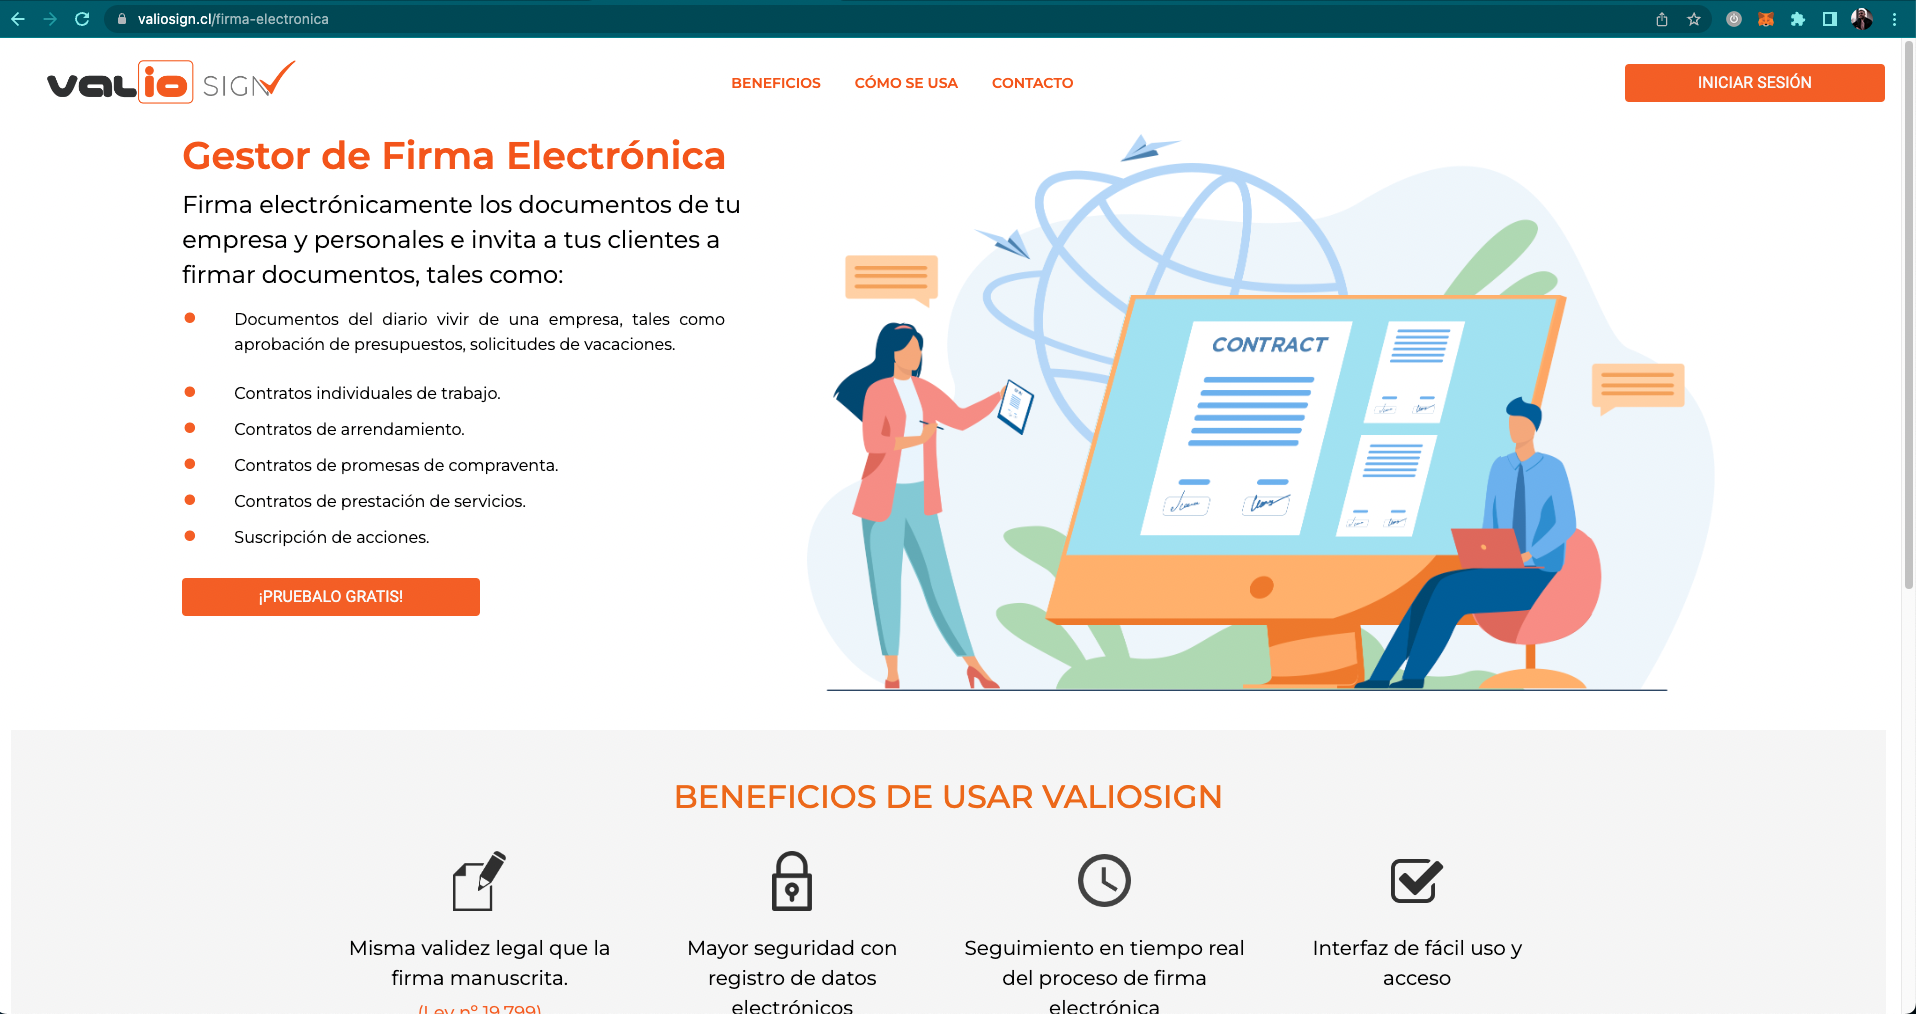 valiosign.cl/firma-electronica
valio SIGN
BENEFICIOS
CÓMO SE USA
CONTACTO
INICIAR SESIÓN
Gestor de Firma Electrónica
Firma electrónicamente los documentos de tu
empresa y personales e invita a tus clientes a
firmar documentos, tales como:
Documentos del diario vivir de una empresa, tales como
aprobación de presupuestos, solicitudes de vacaciones.
Contratos individuales de trabajo.
Contratos de arrendamiento.
Contratos de promesas de compraventa.
Contratos de prestación de servicios.
Suscripción de acciones.
¡PRUEBALO GRATIS!
CONTRACT
BENEFICIOS DE USAR VALIOSIGN
Misma validez legal que la
firma manuscrita.
(Ley nº 19.799)
Mayor seguridad con
registro de datos
electrónicos
Seguimiento en tiempo real
del proceso de firma
electrónica
Interfaz de fácil uso y
acceso